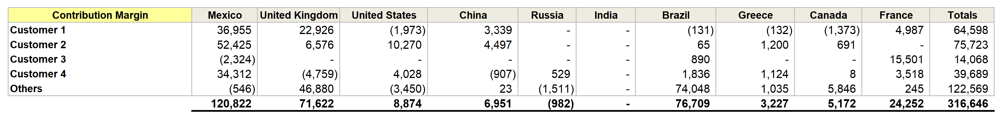 Contribution Margin Mexico United Kingdom United States China Russia India Brazil Greece Canada France Totals
Customer 1 36,955 22,926 (1,973) 3,339 - - (131) (132) (1,373) 4,987 64,598
Customer 2 52,425 6,576 10,270 4,497 - - 65 1,200 691 - 75,723
Customer 3 (2,324) - - - - - 890 - - 15,501 14,068
Customer 4 34,312 (4,759) 4,028 (907) 529 - 1,836 1,124 8 3,518 39,689
Others (546) 46,880 (3,450) 23 (1,511) - 74,048 1,035 5,846 245 122,569
120,822 71,622 8,874 6,951 (982) - 76,709 3,227 5,172 24,252 316,646